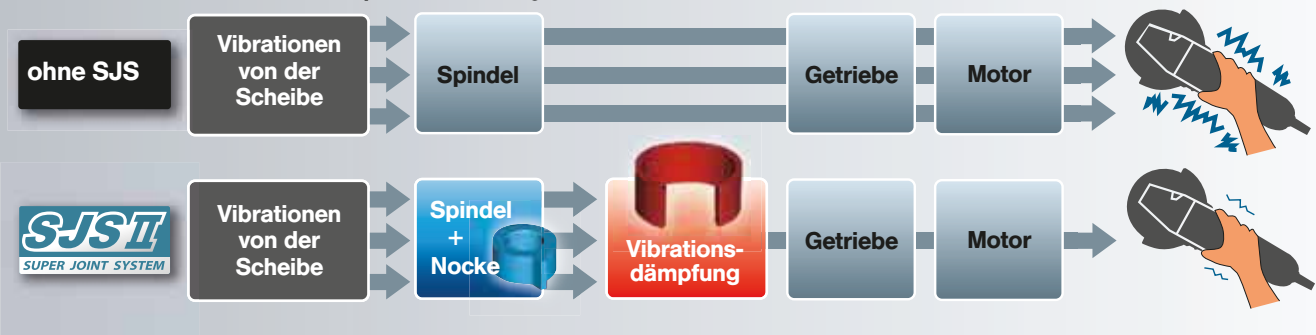 ohne SJS
Vibrationen
von der
Scheibe
Spindel
Getriebe
Motor
SJS II
SUPER JOINT SYSTEM
Vibrationen
von der
Scheibe
Spindel
+
Nocke
Vibrations-
dämpfung
Getriebe
Motor